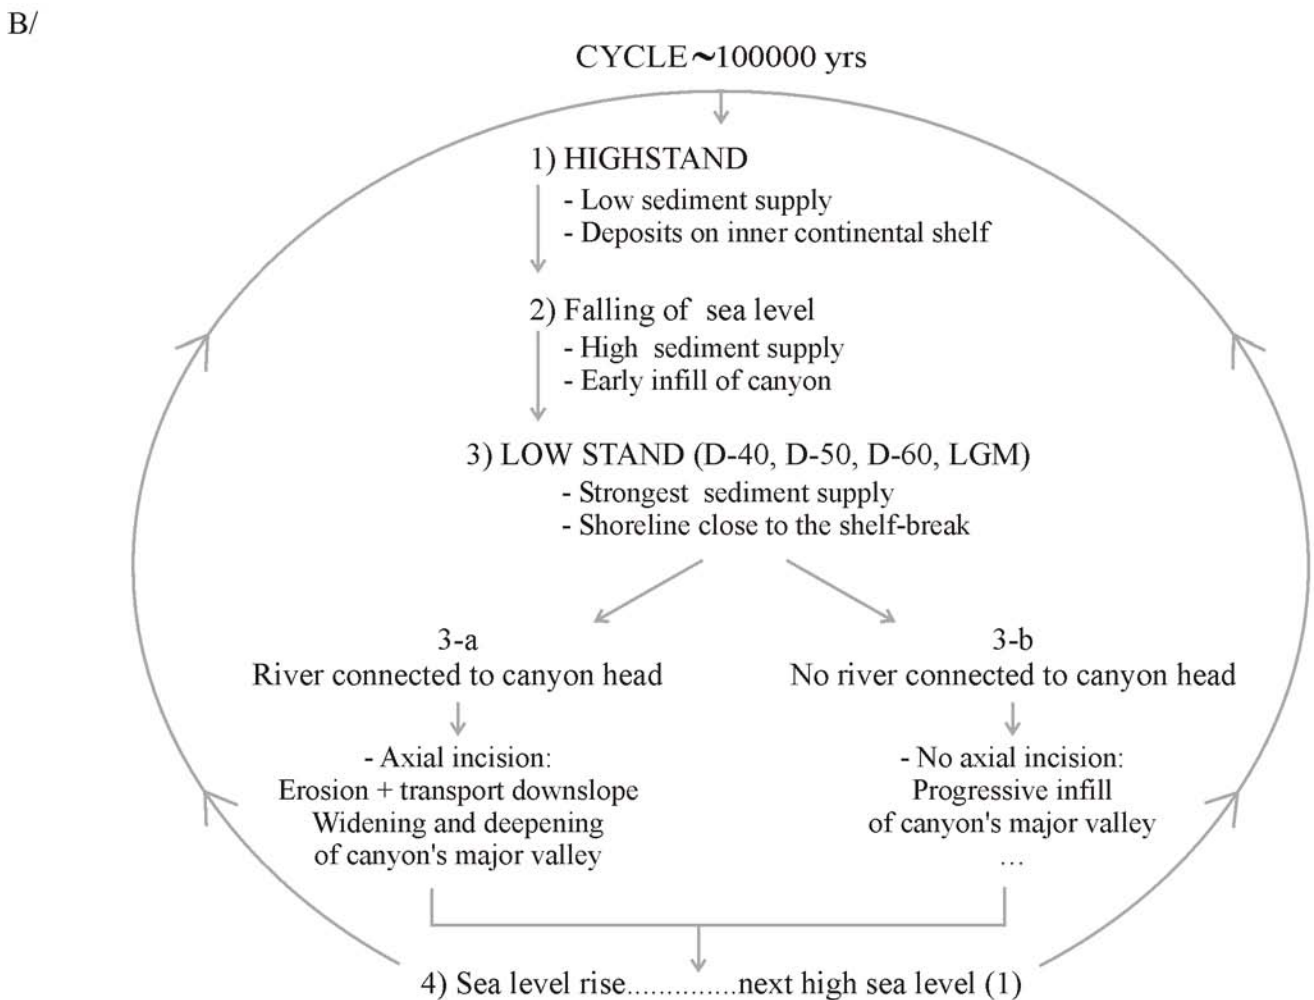 B/
CYCLE~100000 yrs
1) HIGHSTAND
- Low sediment supply
- Deposits on inner continental shelf
2) Falling of sea level
- High sediment supply
- Early infill of canyon
3) LOW STAND (D-40, D-50, D-60, LGM)
- Strongest sediment supply
- Shoreline close to the shelf-break
3-a
River connected to canyon head
- Axial incision:
Erosion + transport downslope
Widening and deepening
of canyon's major valley
3-b
No river connected to canyon head
- No axial incision:
Progressive infill
of canyon's major valley
...
4) Sea level rise..............next high sea level (1)